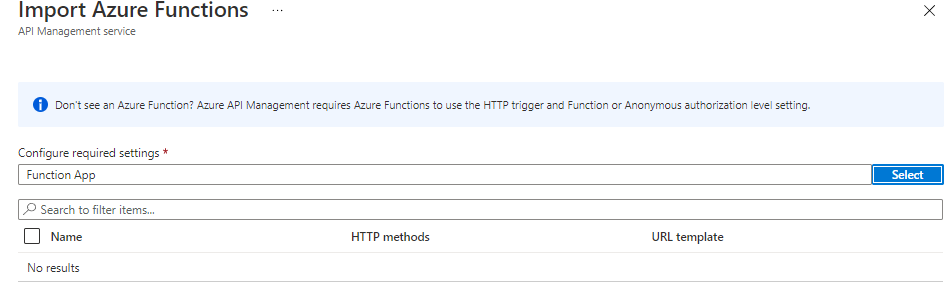 Import Azure Functions ...
API Management service
Don't see an Azure Function? Azure API Management requires Azure Functions to use the HTTP trigger and Function or Anonymous authorization level setting.
Configure required settings *
Function App Select
Search to filter items...
Name HTTP methods URL template
No results